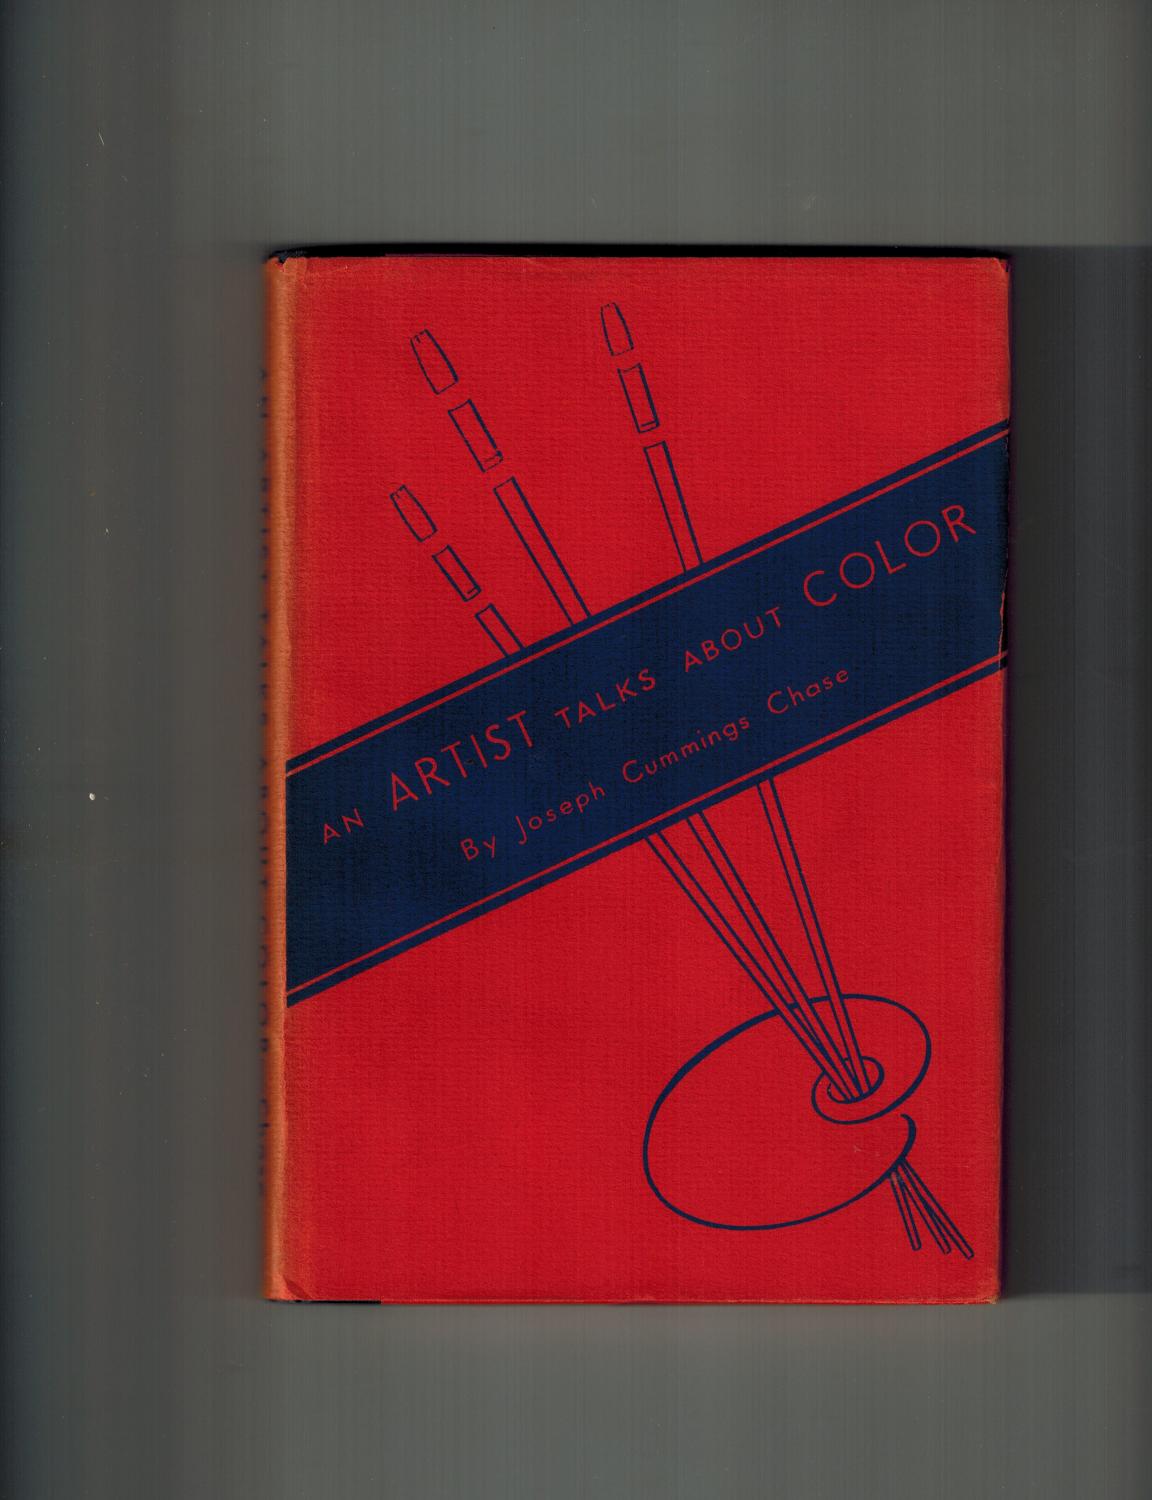 AN ARTIST TALKS ABOUT COLOR
By Joseph Cummings Chase